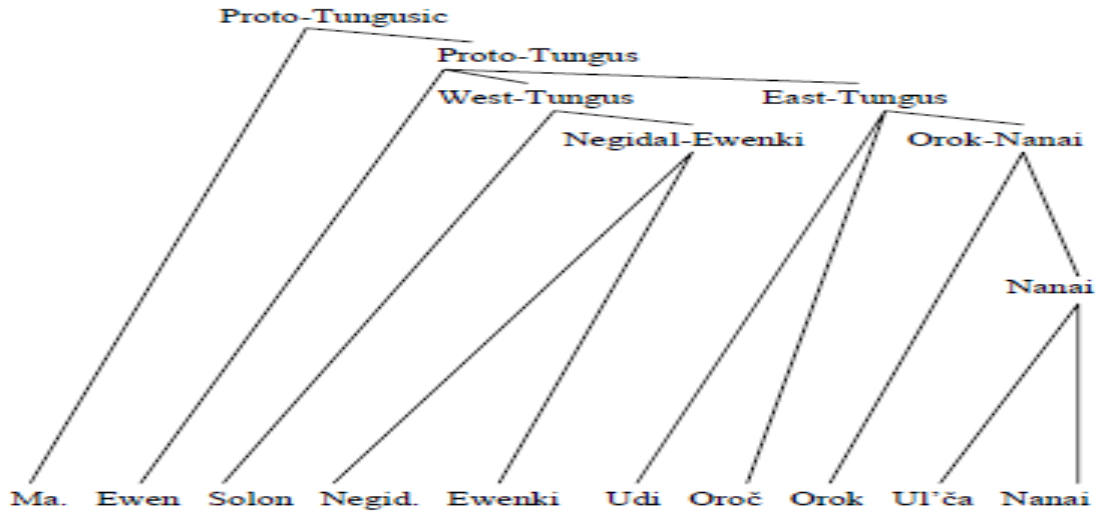 Proto-Tungusic
Proto-Tungus
West-Tungus East-Tungus
Negidal-Ewenki Orok-Nanai
Nanai
Ma. Ewen Solon Negid. Ewenki Udi Oroč Orok Ul’ča Nanai